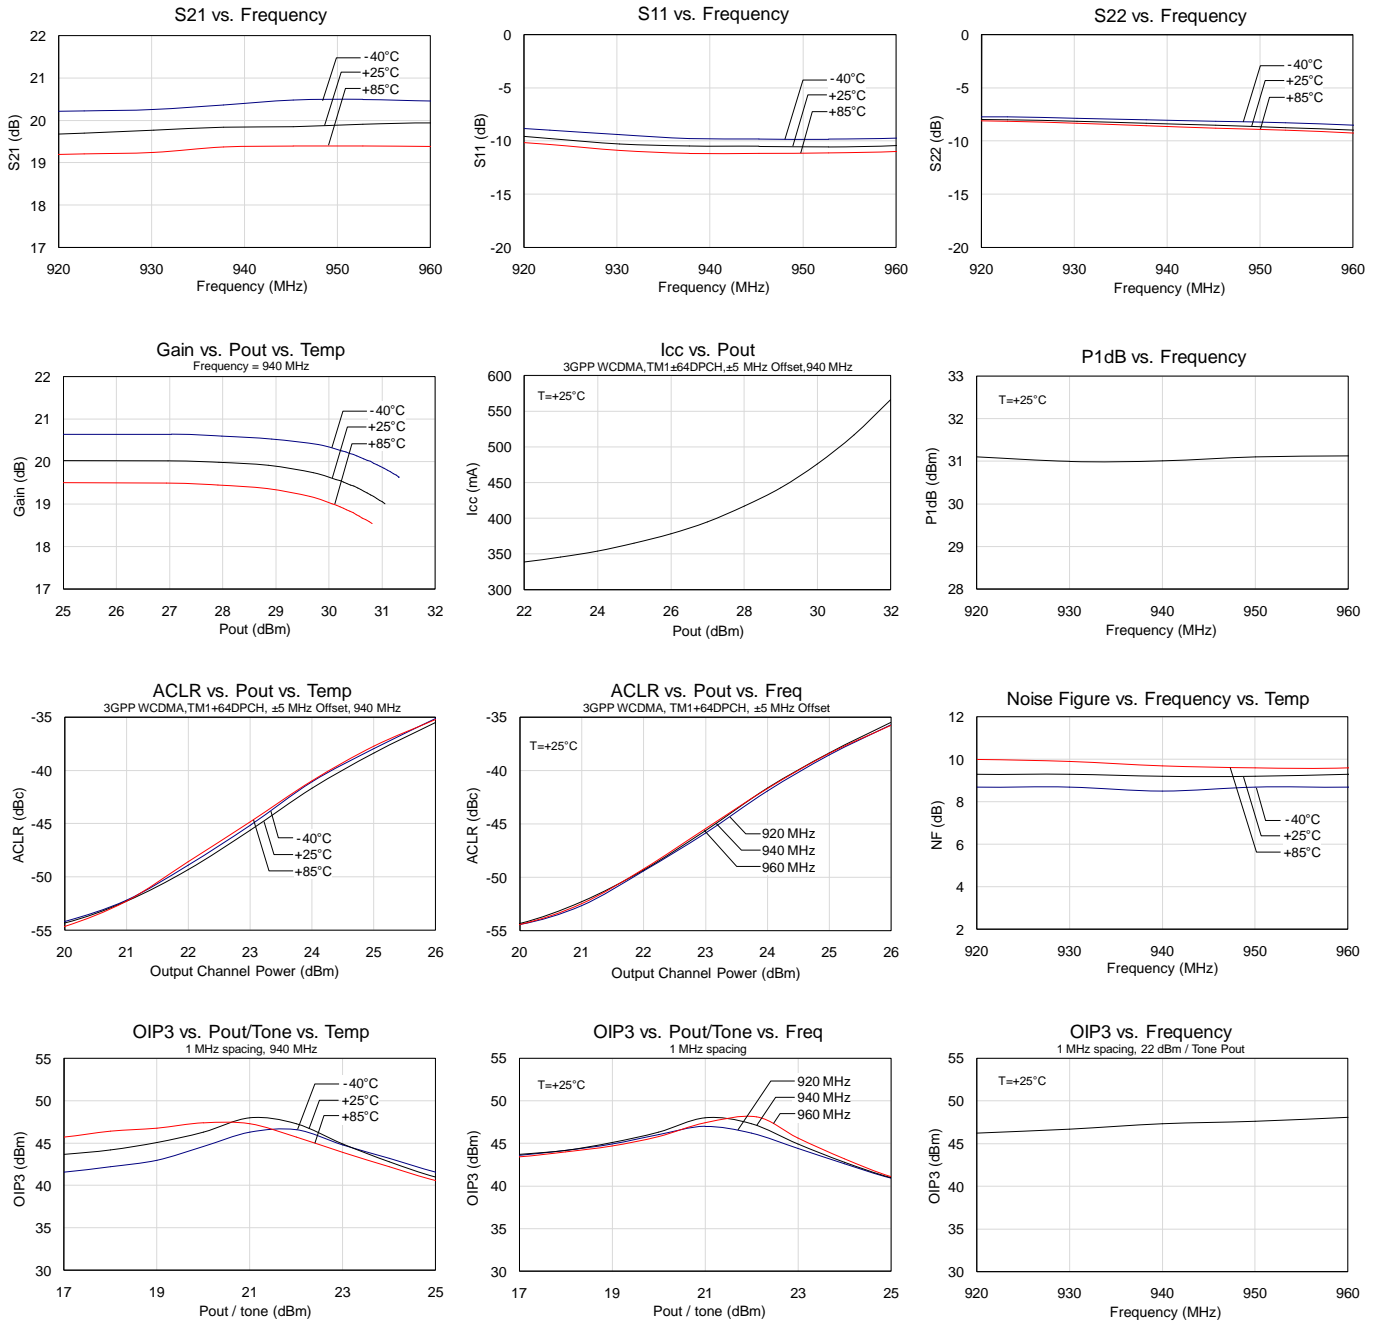 S21 vs. Frequency
22
21
20
19
18
17
S21 (dB)
-40°C
+25°C
+85°C
920 930 940 950 960
Frequency (MHz)
S11 vs. Frequency
0
-5
-10
-15
-20
S11 (dB)
-40°C
+25°C
+85°C
920 930 940 950 960
Frequency (MHz)
S22 vs. Frequency
0
-5
-10
-15
-20
S22 (dB)
-40°C
+25°C
+85°C
920 930 940 950 960
Frequency (MHz)
Gain vs. Pout vs. Temp
Frequency = 940 MHz
22
21
20
19
18
17
Gain (dB)
-40°C
+25°C
+85°C
25 26 27 28 29 30 31 32
Pout (dBm)
Icc vs. Pout
3GPP WCDMA,TM1±64DPCH,±5 MHz Offset,940 MHz
600
550
500
450
400
350
300
Icc (mA)
T=+25°C
22 24 26 28 30 32
Pout (dBm)
P1dB vs. Frequency
33
32
31
30
29
28
P1dB (dBm)
T=+25°C
920 930 940 950 960
Frequency (MHz)
ACLR vs. Pout vs. Temp
3GPP WCDMA,TM1+64DPCH, ±5 MHz Offset, 940 MHz
-35
-40
-45
-50
-55
ACLR (dBc)
-40°C
+25°C
+85°C
20 21 22 23 24 25 26
Output Channel Power (dBm)
ACLR vs. Pout vs. Freq
3GPP WCDMA, TM1+64DPCH, ±5 MHz Offset
-35
-40
-45
-50
-55
ACLR (dBc)
T=+25°C
920 MHz
940 MHz
960 MHz
20 21 22 23 24 25 26
Output Channel Power (dBm)
Noise Figure vs. Frequency vs. Temp
12
10
8
6
4
2
NF (dB)
-40°C
+25°C
+85°C
920 930 940 950 960
Frequency (MHz)
OIP3 vs. Pout/Tone vs. Temp
1 MHz spacing, 940 MHz
55
50
45
40
35
30
OIP3 (dBm)
-40°C
+25°C
+85°C
17 19 21 23 25
Pout / tone (dBm)
OIP3 vs. Pout/Tone vs. Freq
1 MHz spacing
55
50
45
40
35
30
OIP3 (dBm)
T=+25°C
920 MHz
940 MHz
960 MHz
17 19 21 23 25
Pout / tone (dBm)
OIP3 vs. Frequency
1 MHz spacing, 22 dBm / Tone Pout
55
50
45
40
35
30
OIP3 (dBm)
T=+25°C
920 930 940 950 960
Frequency (MHz)